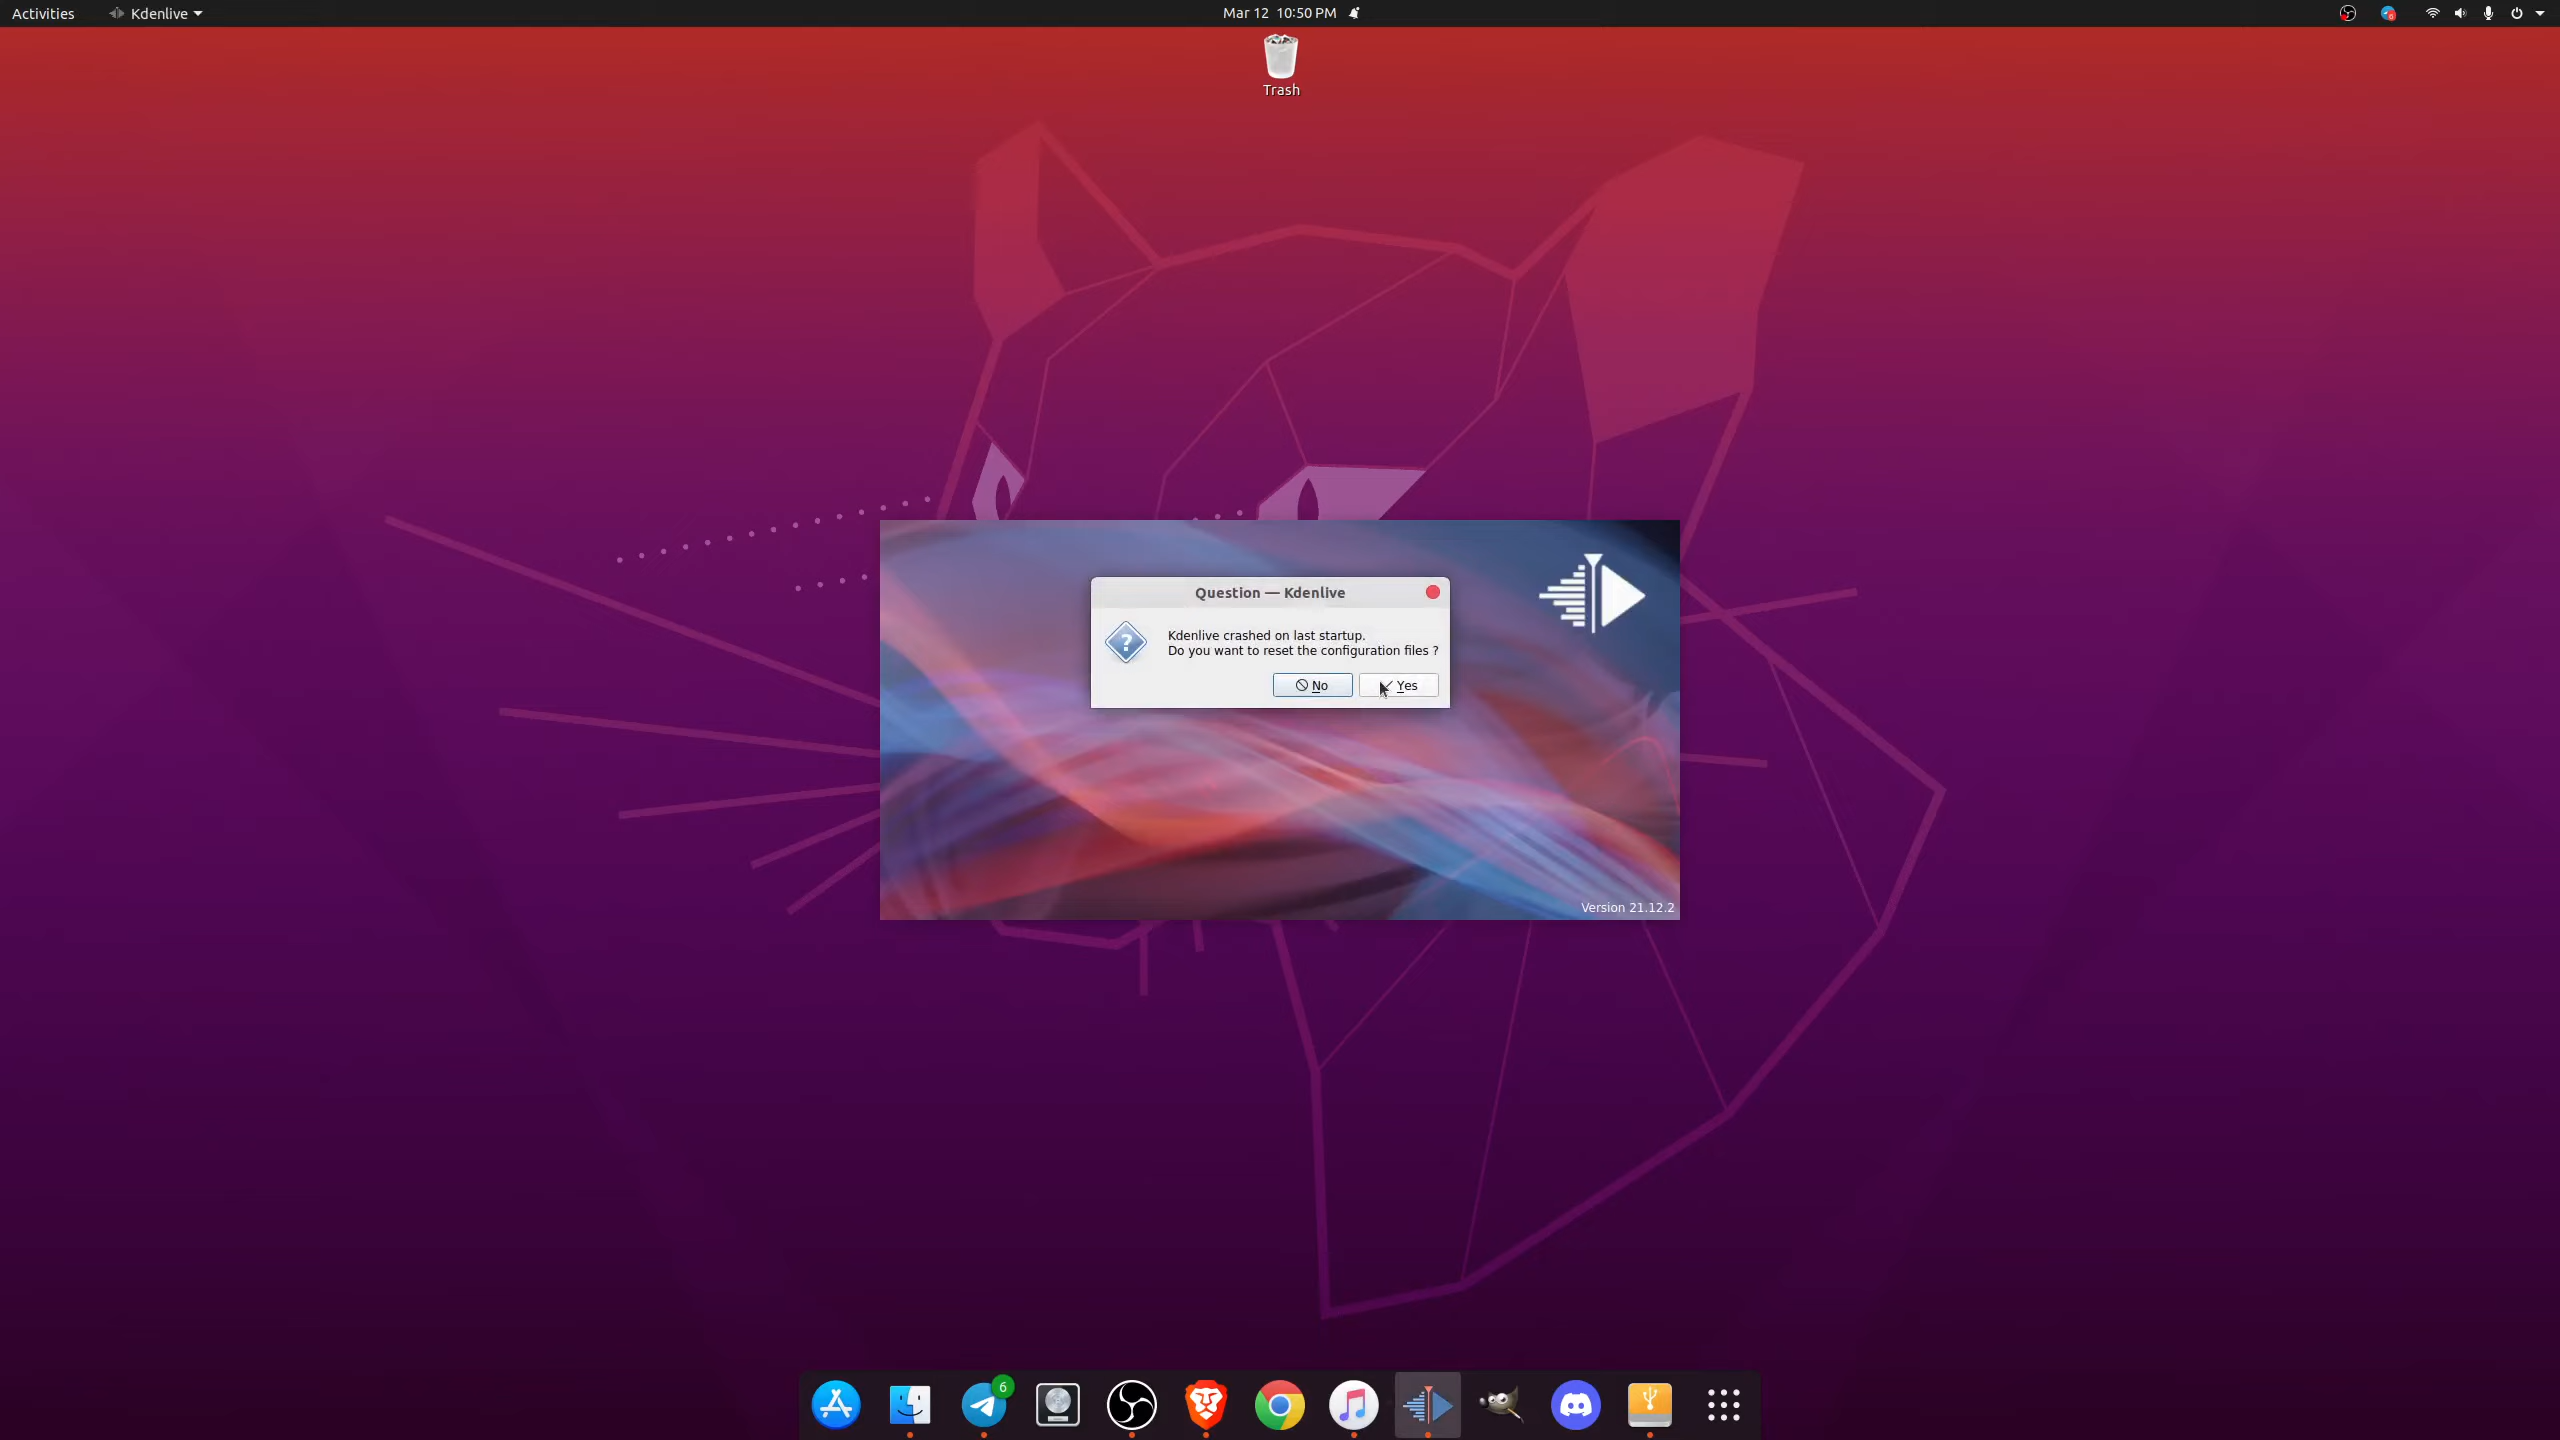 Activities
Kdenlive
Mar 12 10:50 PM
Trash
Question — Kdenlive
Kdenlive crashed on last startup.
Do you want to reset the configuration files ?
No
Yes
Version 21.12.2
6